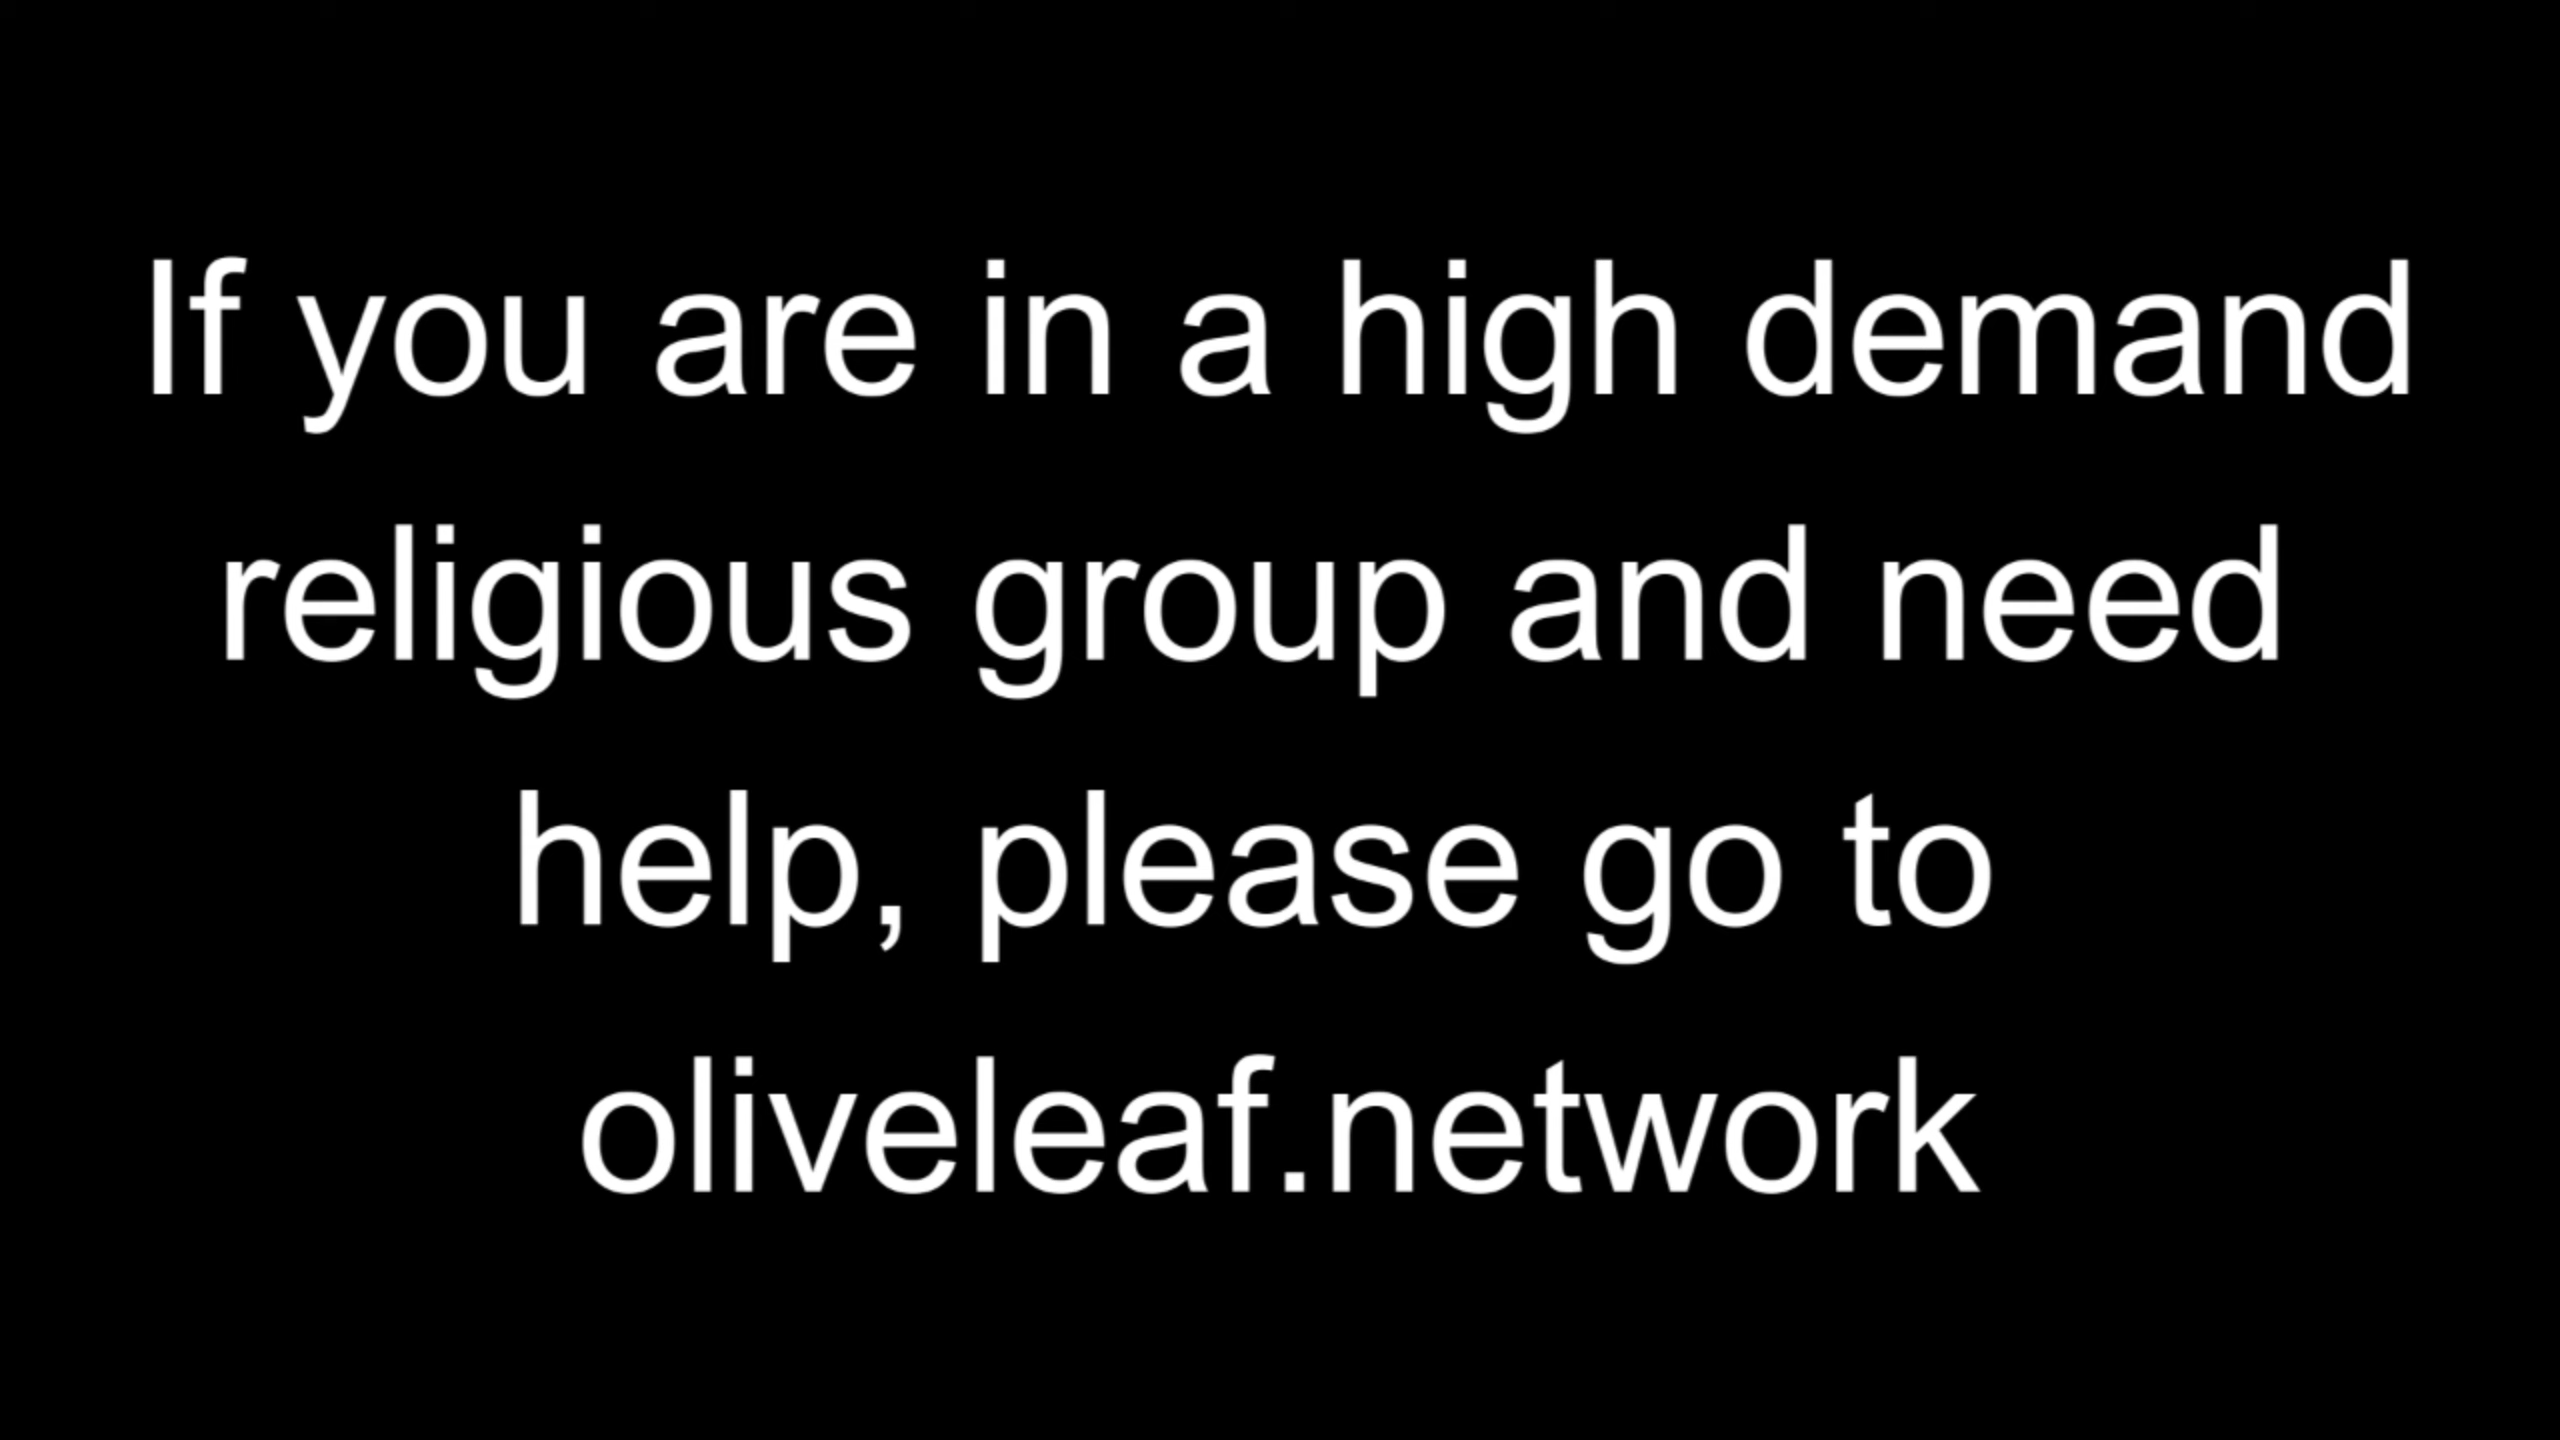 If you are in a high demand
religious group and need
help, please go to
oliveleaf.network